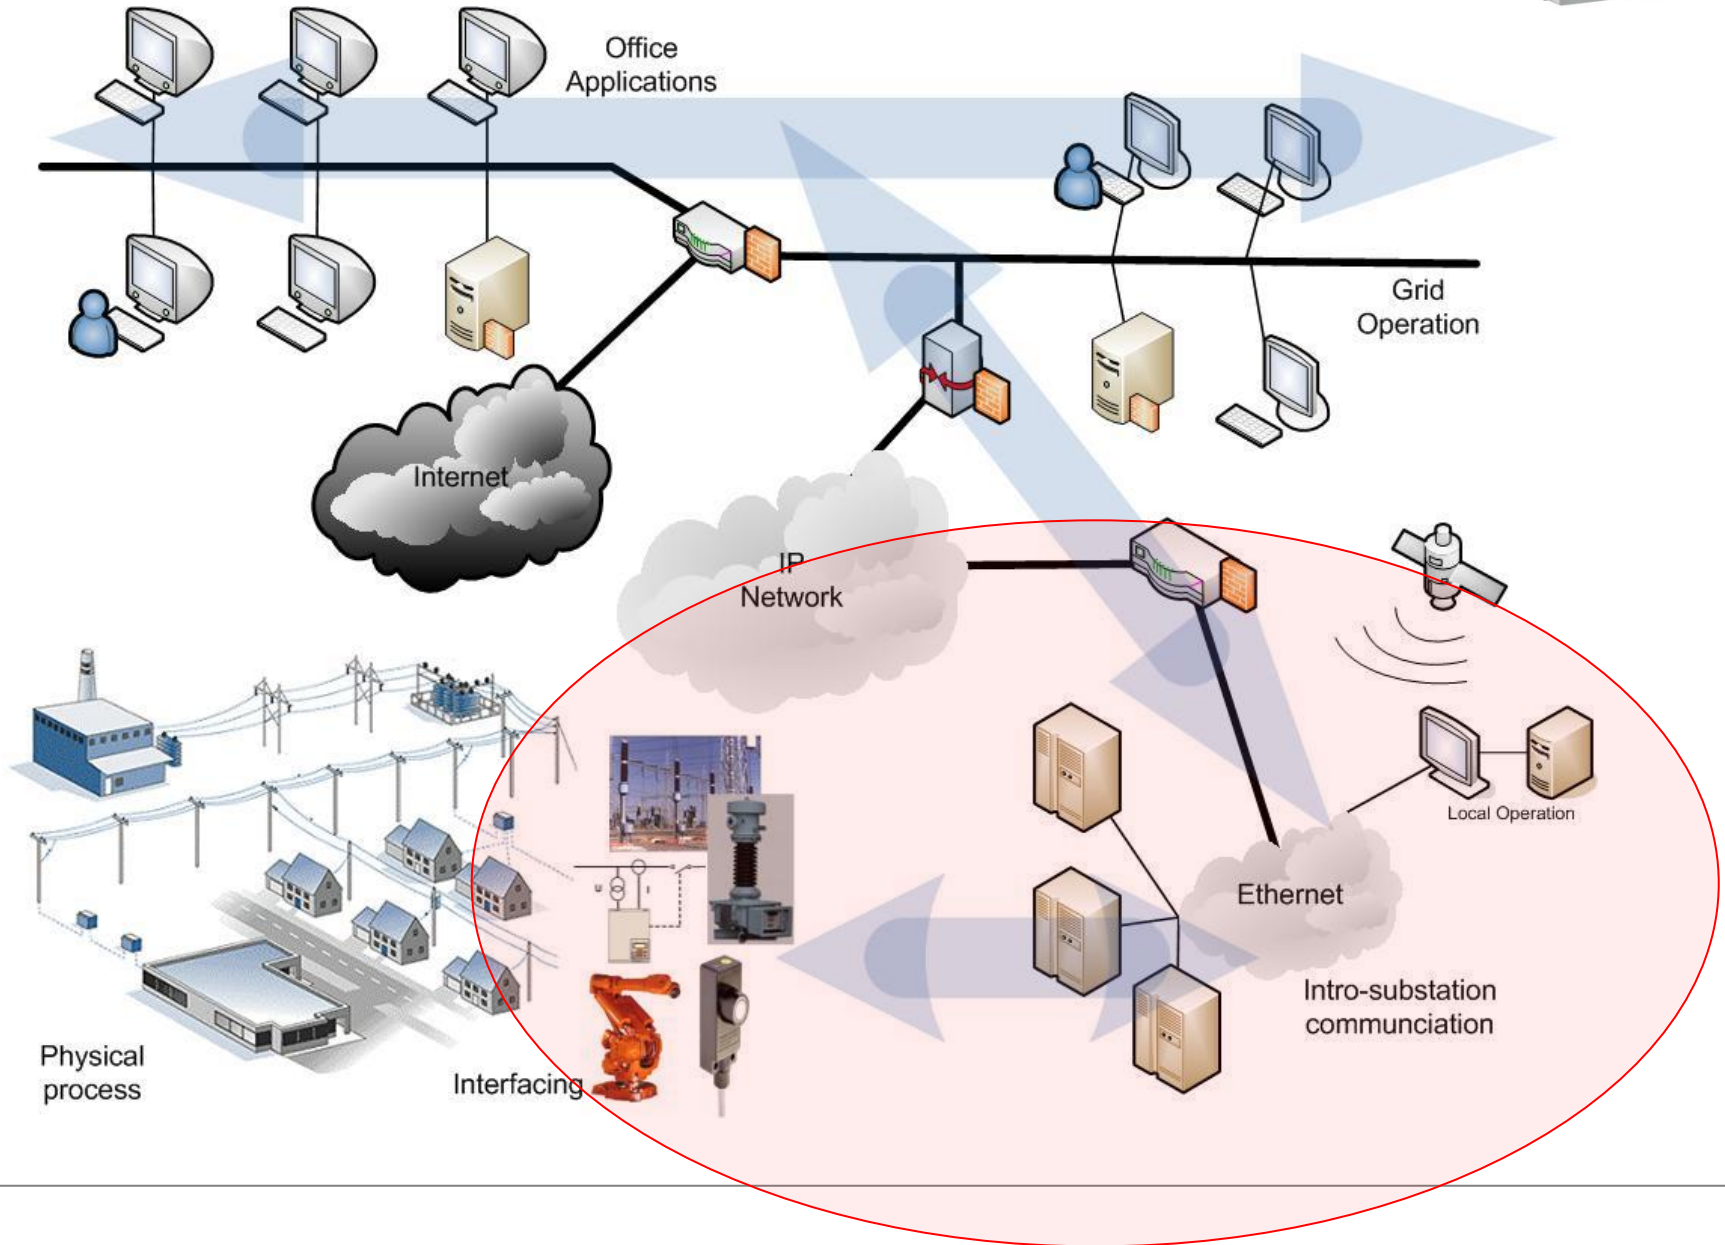 Office
Applications
Grid
Operation
Internet
IP
Network
Local Operation
U
I
Ethernet
Intro-substation
communciation
Physical
process
Interfacing